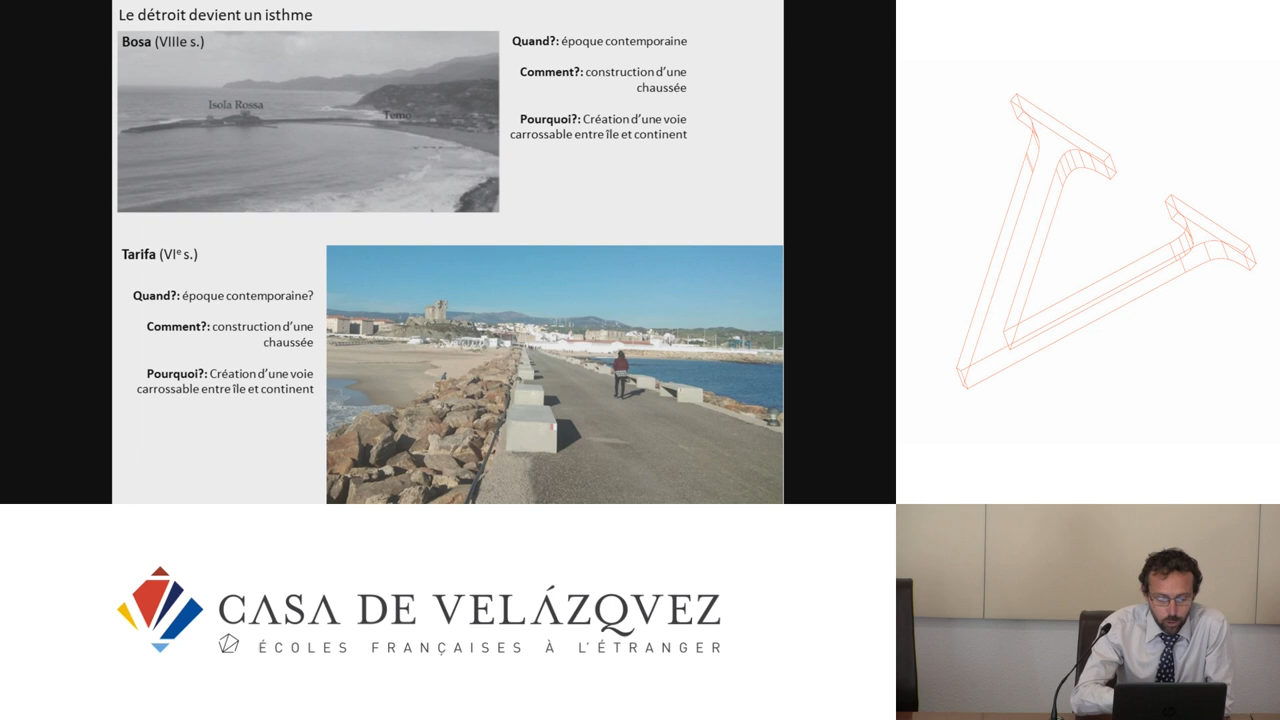 Le détroit devient un isthme
Bosa (VIIIe s.)
Isola Rossa
Temo
Quand?: époque contemporaine
Comment?: construction d'une
chaussée
Pourquoi?: Création d'une voie
carrossable entre île et continent
Tarifa (VIe s.)
Quand?: époque contemporaine?
Comment?: construction d'une
chaussée
Pourquoi?: Création d'une voie
carrossable entre île et continent
CASA DE VELÁZQVEZ
ÉCOLES FRANÇAISES À L'ÉTRANGER